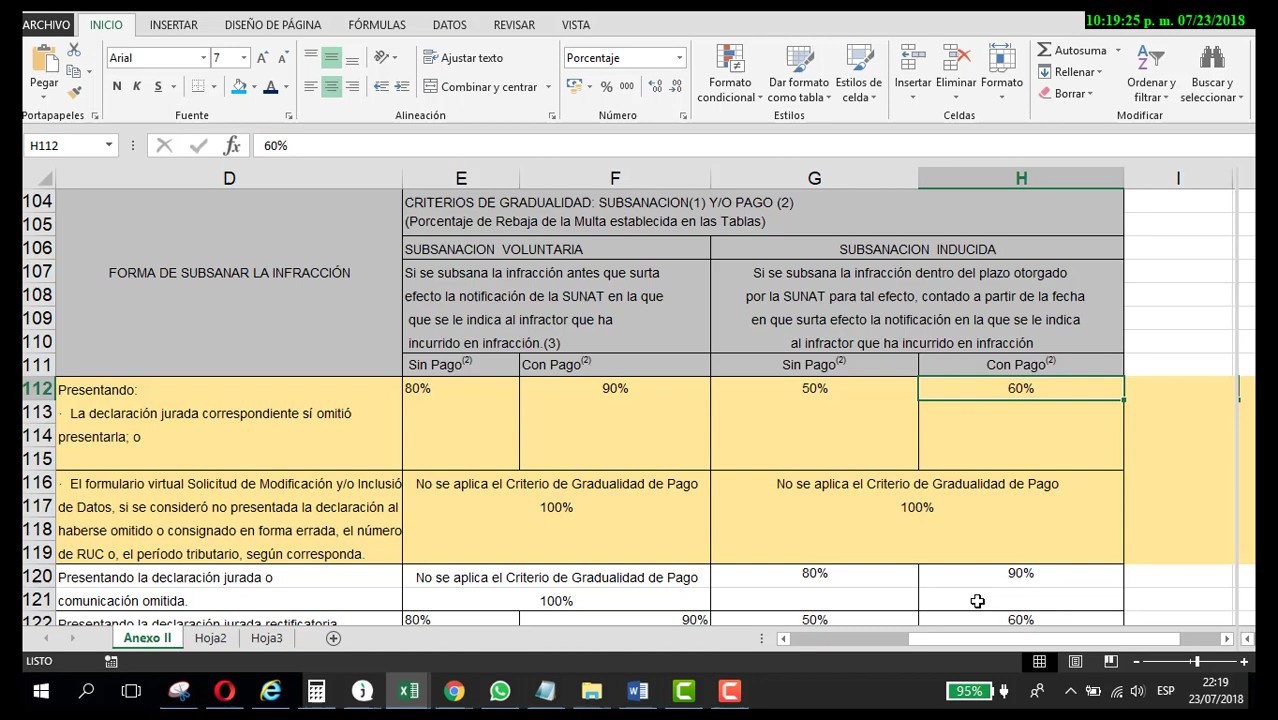 10:19:25 p. m. 07/23/2018
ARCHIVO INICIO INSERTAR DISEÑO DE PÁGINA FÓRMULAS DATOS REVISAR VISTA
Arial 7 Ajustar texto Porcentaje Autosuma
Rellenar
Borrar
Pegar N K S Combinar y centrar % 000
Formato condicional Dar formato como tabla Estilos de celda Insertar Eliminar Formato Ordenar y filtrar Buscar y seleccionar
Portapapeles Fuente Alineación Número Estilos Celdas Modificar
H112 fx 60%
D E F G H I
104 CRITERIOS DE GRADUALIDAD: SUBSANACION(1) Y/O PAGO (2)
105 (Porcentaje de Rebaja de la Multa establecida en las Tablas)
106 SUBSANACION VOLUNTARIA SUBSANACION INDUCIDA
107 FORMA DE SUBSANAR LA INFRACCIÓN Si se subsana la infracción antes que surta Si se subsana la infracción dentro del plazo otorgado
108 efecto la notificación de la SUNAT en la que por la SUNAT para tal efecto, contado a partir de la fecha
109 que se le indica al infractor que ha en que surta efecto la notificación en la que se le indica
110 incurrido en infracción.(3) al infractor que ha incurrido en infracción
111 Sin Pago(2) Con Pago(2) Sin Pago(2) Con Pago(2)
112 Presentando: 80% 90% 50% 60%
113 · La declaración jurada correspondiente sí omitió
114 presentarla; o
115
116 · El formulario virtual Solicitud de Modificación y/o Inclusió No se aplica el Criterio de Gradualidad de Pago No se aplica el Criterio de Gradualidad de Pago
117 de Datos, si se consideró no presentada la declaración al 100% 100%
118 haberse omitido o consignado en forma errada, el número
119 de RUC o, el período tributario, según corresponda.
120 Presentando la declaración jurada o No se aplica el Criterio de Gradualidad de Pago 80% 90%
121 comunicación omitida. 100%
122 Presentando la declaración jurada rectificatoria 80% 90% 50% 60%
Anexo II Hoja2 Hoja3
LISTO
95% ESP 22:19
23/07/2018